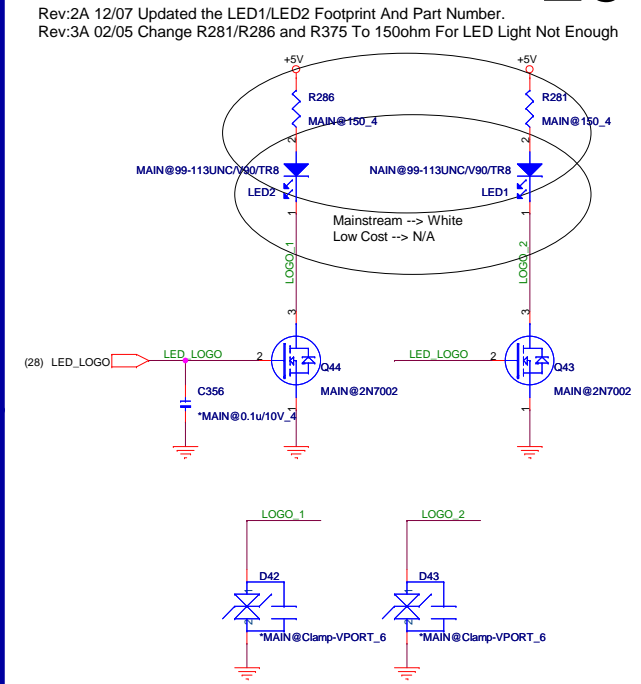 Rev:2A 12/07 Updated the LED1/LED2 Footprint And Part Number.
Rev:3A 02/05 Change R281/R286 and R375 To 150ohm For LED Light Not Enough
+5V
+5V
R286
MAIN@150_4
R281
MAIN@150_4
2
2
MAIN@99-113UNC/V90/TR8
LED2
NAIN@99-113UNC/V90/TR8
LED1
1
1
Mainstream --> White
Low Cost --> N/A
LOGO_1
LOGO_2
3
3
(28) LED_LOGO
LED_LOGO
2
Q44
MAIN@2N7002
1
LED_LOGO
2
Q43
MAIN@2N7002
1
C356
*MAIN@0.1u/10V_4
LOGO_1
LOGO_2
D42
1
2
*MAIN@Clamp-VPORT_6
D43
1
2
*MAIN@Clamp-VPORT_6